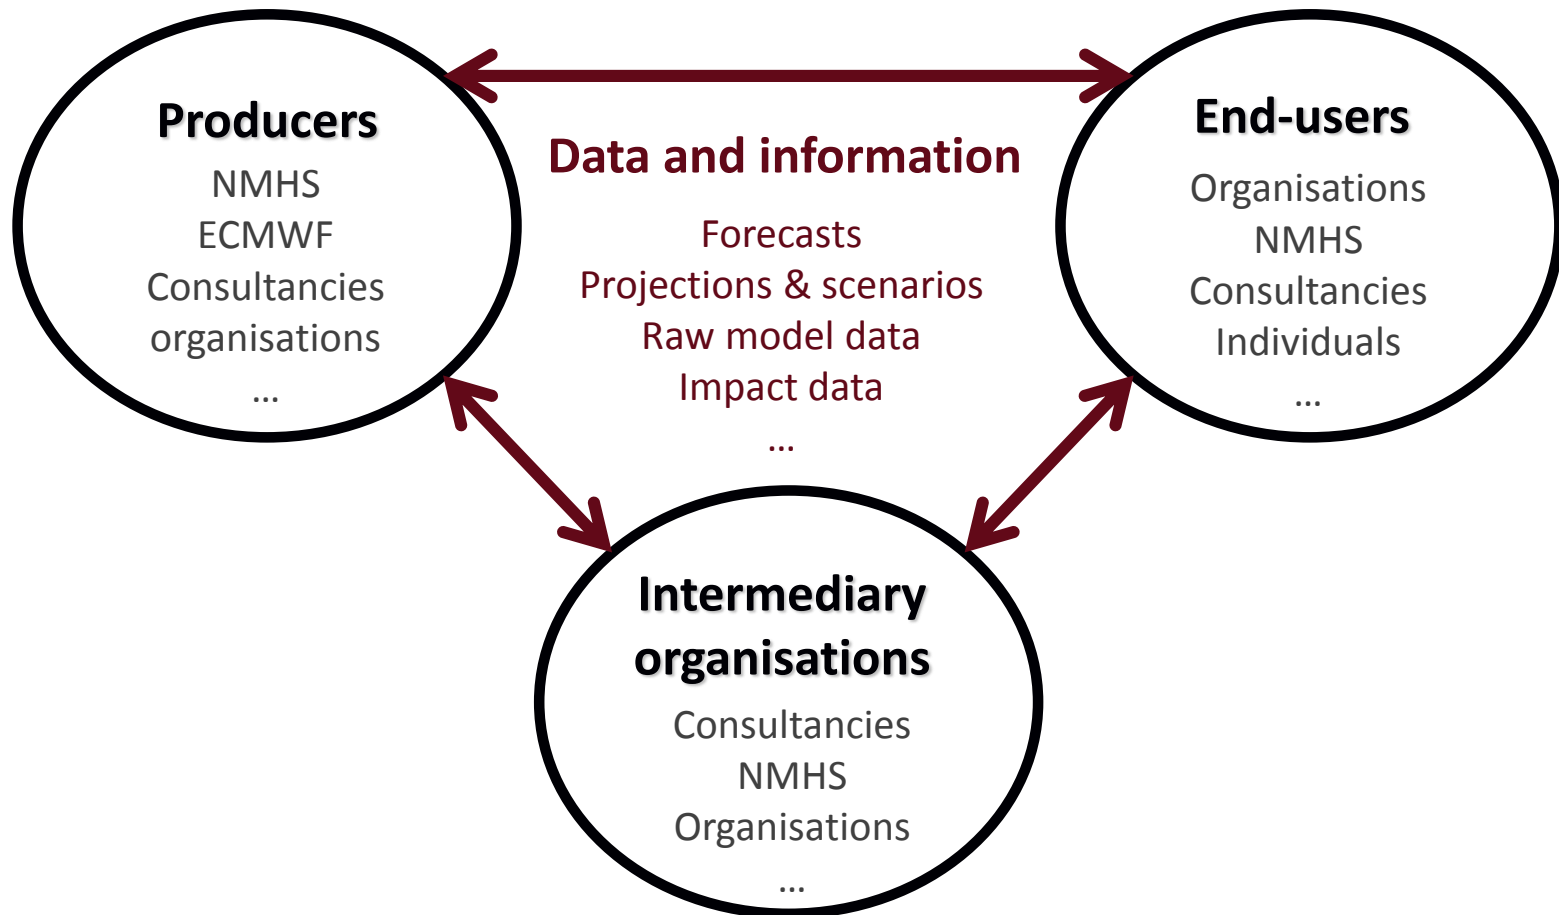 Producers
NMHS
ECMWF
Consultancies
organisations
...
Data and information
Forecasts
Projections & scenarios
Raw model data
Impact data
...
End-users
Organisations
NMHS
Consultancies
Individuals
...
Intermediary
organisations
Consultancies
NMHS
Organisations
...